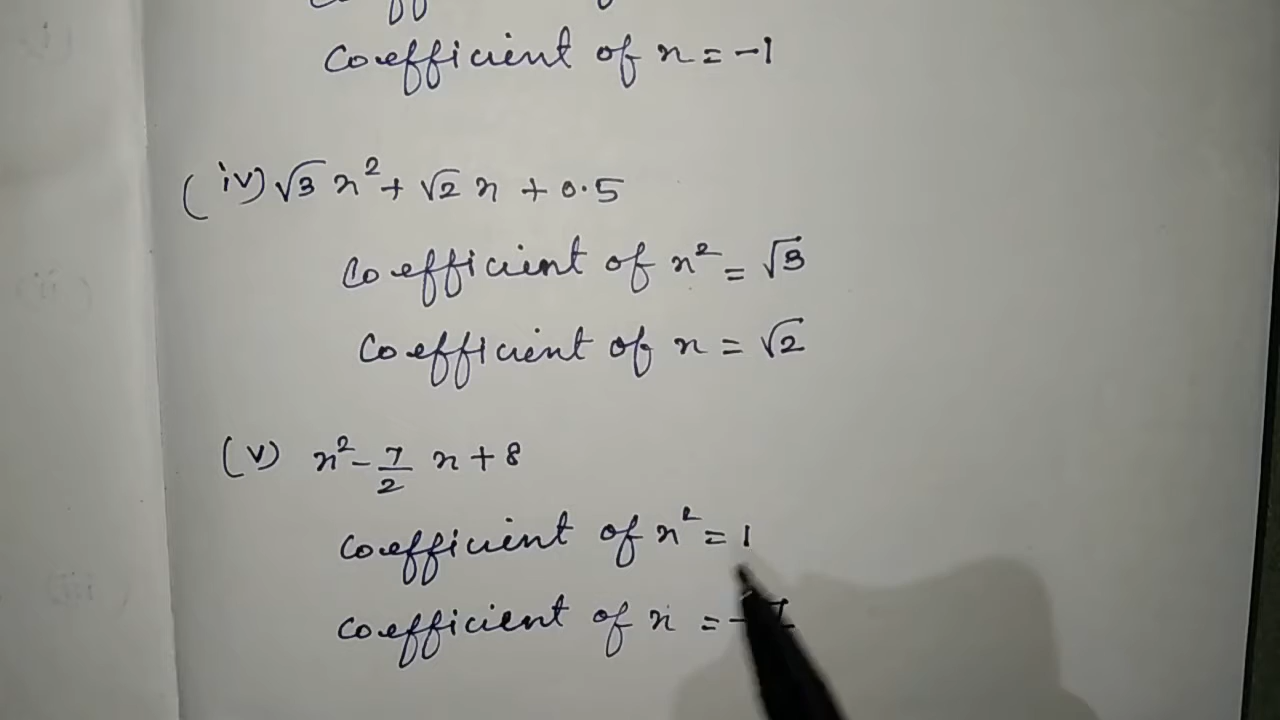 Coefficient of x = -1
(iv) √3 x² + √2 x + 0.5
Coefficient of x² = √3
Coefficient of x = √2
(v) x² - 7/2 x + 8
Coefficient of x² = 1
Coefficient of x = -